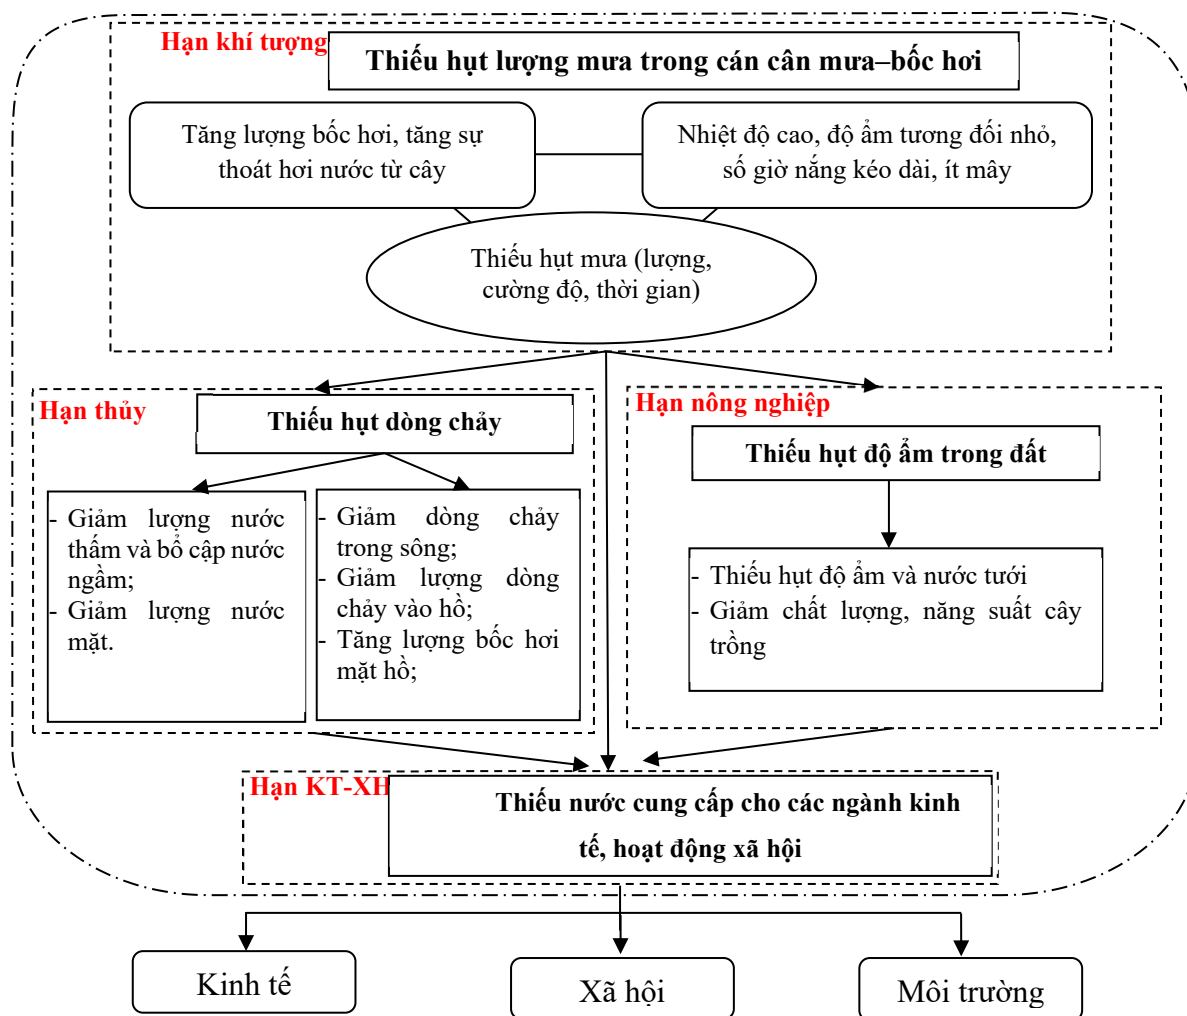 Hạn khí tượng
Thiếu hụt lượng mưa trong cán cân mưa–bốc hơi
Tăng lượng bốc hơi, tăng sự
thoát hơi nước từ cây
Nhiệt độ cao, độ ẩm tương đối nhỏ,
số giờ nắng kéo dài, ít mây
Thiếu hụt mưa (lượng,
cường độ, thời gian)
Hạn thủy
Thiếu hụt dòng chảy
- Giảm lượng nước
thấm và bổ cập nước
ngầm;
- Giảm lượng nước
mặt.
- Giảm dòng chảy
trong sông;
- Giảm lượng dòng
chảy vào hồ;
- Tăng lượng bốc hơi
mặt hồ;
Hạn nông nghiệp
Thiếu hụt độ ẩm trong đất
- Thiếu hụt độ ẩm và nước tưới
- Giảm chất lượng, năng suất cây
trồng
Hạn KT-XH
Thiếu nước cung cấp cho các ngành kinh
tế, hoạt động xã hội
Kinh tế
Xã hội
Môi trường